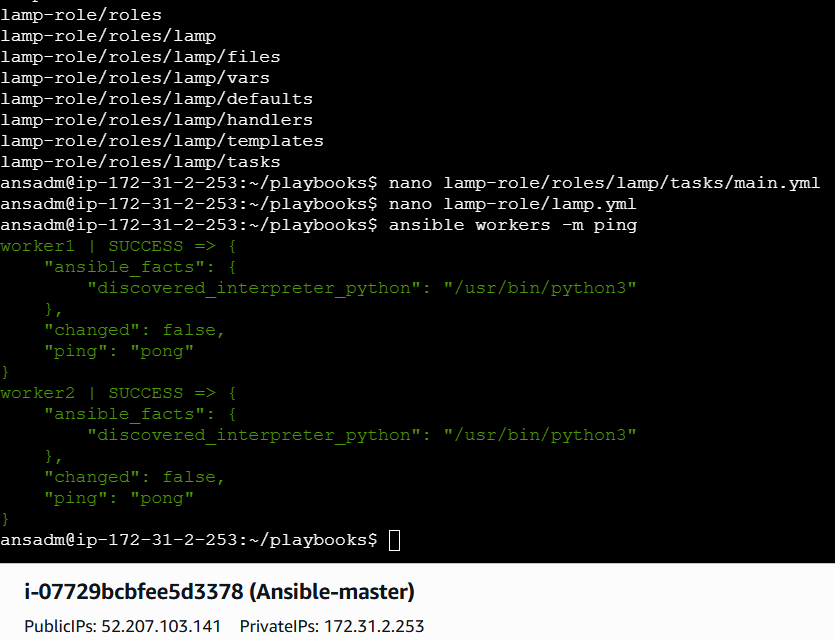 lamp-role/roles
lamp-role/roles/lamp
lamp-role/roles/lamp/files
lamp-role/roles/lamp/vars
lamp-role/roles/lamp/defaults
lamp-role/roles/lamp/handlers
lamp-role/roles/lamp/templates
lamp-role/roles/lamp/tasks
ansadm@ip-172-31-2-253:~/playbooks$ nano lamp-role/roles/lamp/tasks/main.yml
ansadm@ip-172-31-2-253:~/playbooks$ nano lamp-role/lamp.yml
ansadm@ip-172-31-2-253:~/playbooks$ ansible workers -m ping
worker1 | SUCCESS => {
    "ansible_facts": {
        "discovered_interpreter_python": "/usr/bin/python3"
    },
    "changed": false,
    "ping": "pong"
}
worker2 | SUCCESS => {
    "ansible_facts": {
        "discovered_interpreter_python": "/usr/bin/python3"
    },
    "changed": false,
    "ping": "pong"
}
ansadm@ip-172-31-2-253:~/playbooks$
i-07729bcbfee5d3378 (Ansible-master)
PublicIPs: 52.207.103.141 PrivateIPs: 172.31.2.253